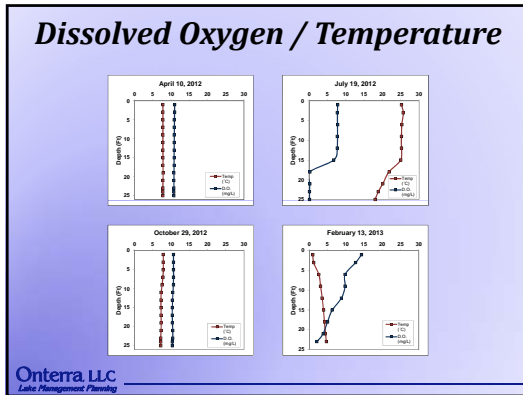 Dissolved Oxygen / Temperature
April 10, 2012
0 5 10 15 20 25 30
0
5
10
15
20
25
Depth (Ft)
Temp
(˚C)
D.O.
(mg/L)
July 19, 2012
0 5 10 15 20 25 30
0
5
10
15
20
25
Depth (Ft)
Temp
(˚C)
D.O.
(mg/L)
October 29, 2012
0 5 10 15 20 25 30
0
5
10
15
20
25
Depth (Ft)
Temp
(˚C)
D.O.
(mg/L)
February 13, 2013
0 5 10 15 20 25 30
0
5
10
15
20
25
Depth (Ft)
Temp
(˚C)
D.O.
(mg/L)
Onterra, LLC
Lake Management Planning